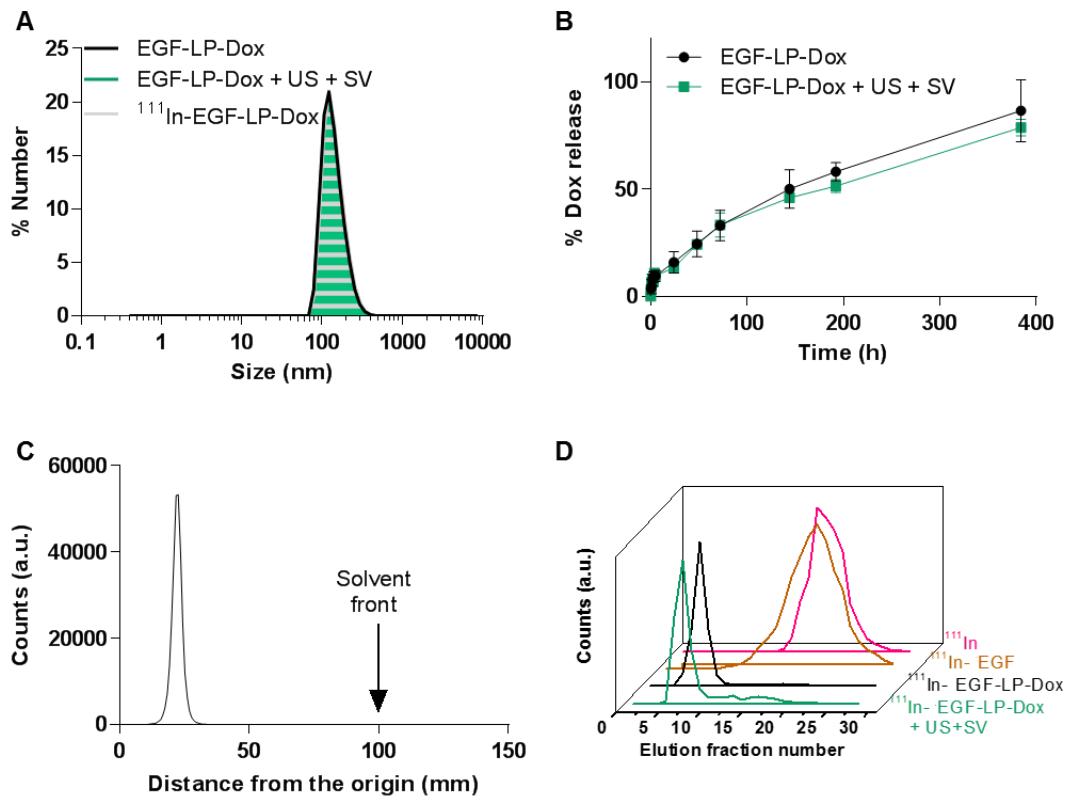 A
25
20
15
10
5
0
% Number
EGF-LP-Dox
EGF-LP-Dox + US + SV
¹¹¹In-EGF-LP-Dox
0.1
1
10
100
1000
10000
Size (nm)
B
100
50
0
% Dox release
EGF-LP-Dox
EGF-LP-Dox + US + SV
0
100
200
300
400
Time (h)
C
60000
40000
20000
0
Counts (a.u.)
Solvent
front
0
50
100
150
Distance from the origin (mm)
D
Counts (a.u.)
¹¹¹In
¹¹¹In- EGF
¹¹¹In- EGF-LP-Dox
¹¹¹In- EGF-LP-Dox
+ US+SV
0
5
10
15
20
25
30
Elution fraction number